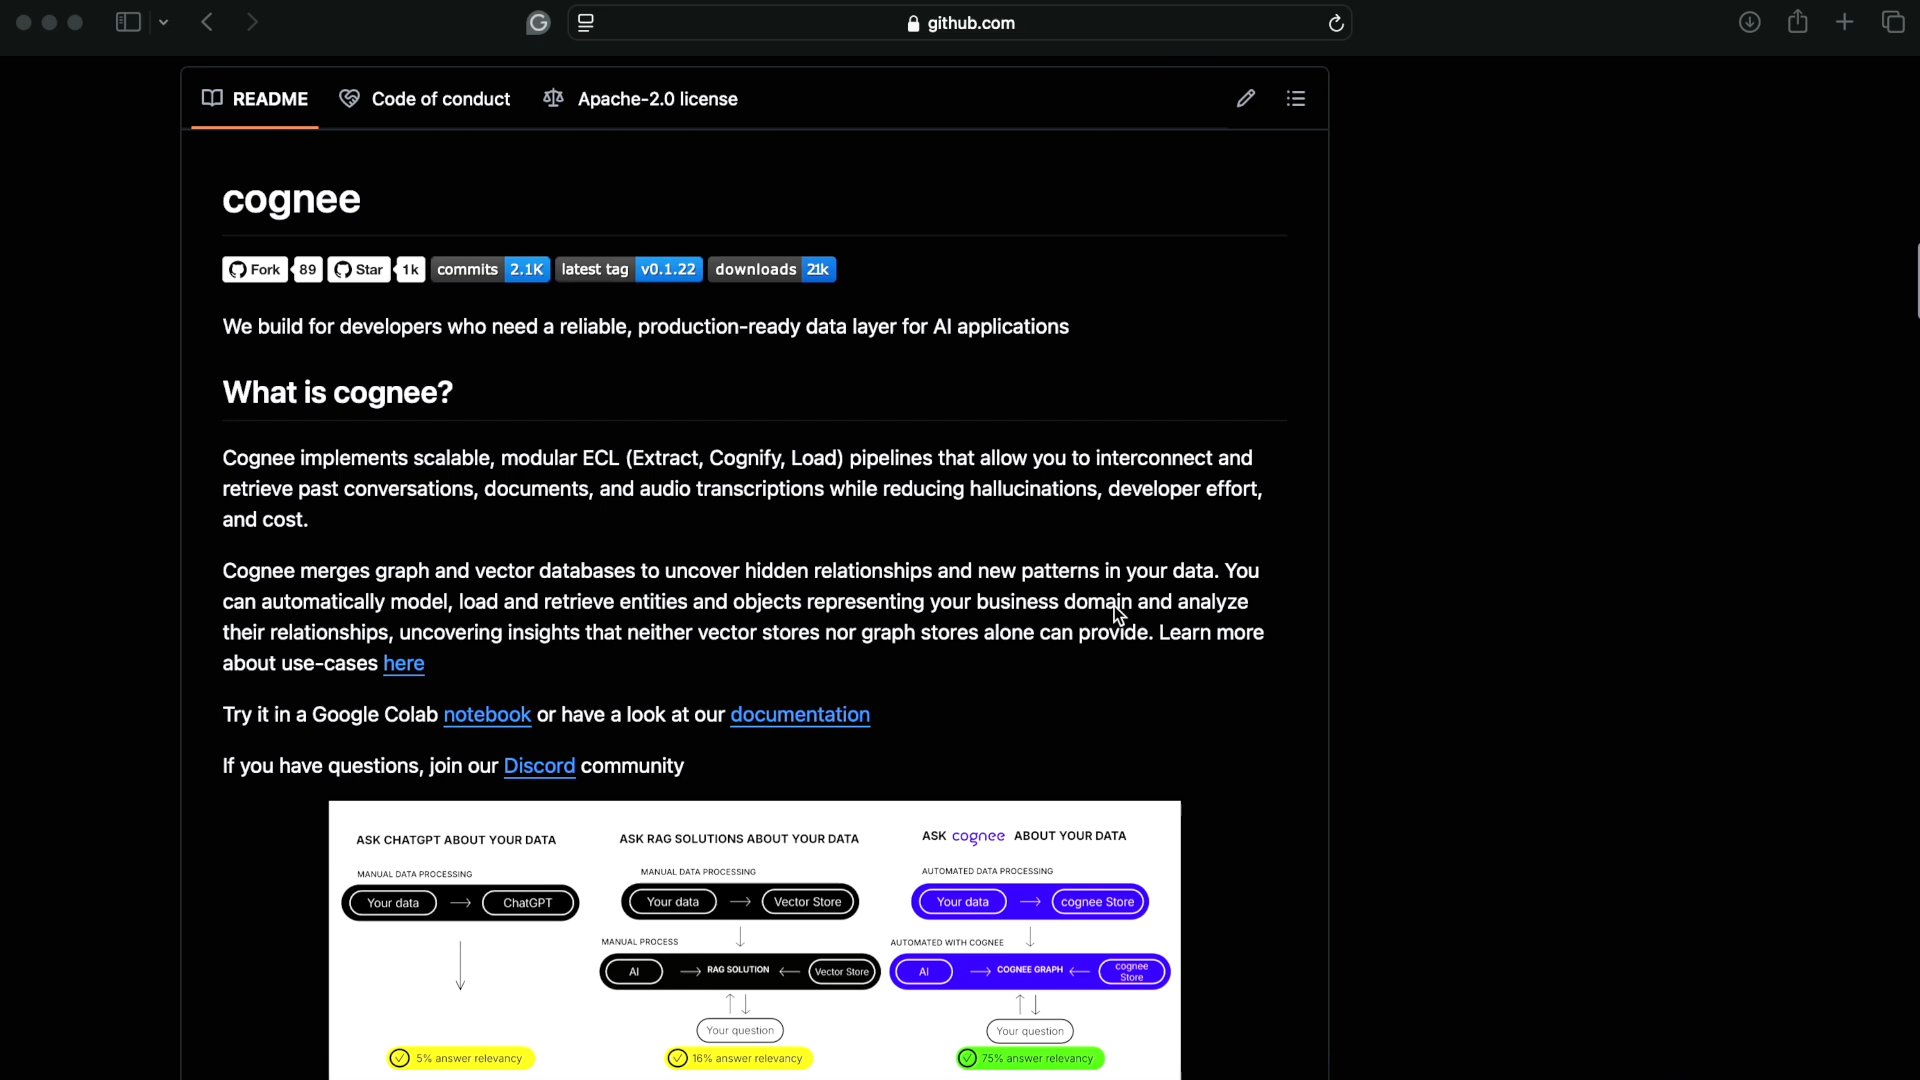 github.com
README Code of conduct Apache-2.0 license
cognee
Fork 89 Star 1k commits 2.1K latest tag v0.1.22 downloads 21k
We build for developers who need a reliable, production-ready data layer for AI applications
What is cognee?
Cognee implements scalable, modular ECL (Extract, Cognify, Load) pipelines that allow you to interconnect and
retrieve past conversations, documents, and audio transcriptions while reducing hallucinations, developer effort,
and cost.
Cognee merges graph and vector databases to uncover hidden relationships and new patterns in your data. You
can automatically model, load and retrieve entities and objects representing your business domain and analyze
their relationships, uncovering insights that neither vector stores nor graph stores alone can provide. Learn more
about use-cases here
Try it in a Google Colab notebook or have a look at our documentation
If you have questions, join our Discord community
ASK CHATGPT ABOUT YOUR DATA
MANUAL DATA PROCESSING
Your data ChatGPT
5% answer relevancy
ASK RAG SOLUTIONS ABOUT YOUR DATA
MANUAL DATA PROCESSING
Your data Vector Store
MANUAL PROCESS
AI RAG SOLUTION Vector Store
Your question
16% answer relevancy
ASK cognee ABOUT YOUR DATA
AUTOMATED DATA PROCESSING
Your data cognee Store
AUTOMATED WITH COGNEE
AI COGNEE GRAPH cognee
Store
Your question
75% answer relevancy